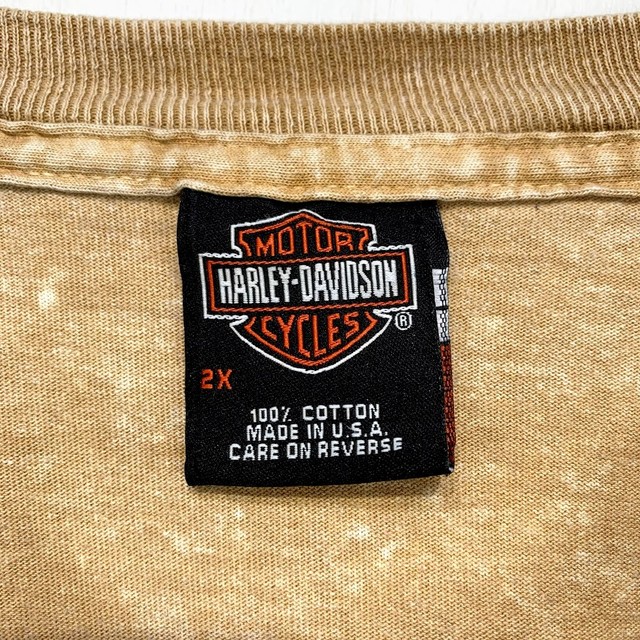 MOTOR
HARLEY-DAVIDSON
CYCLES
®
2X
100% COTTON
MADE IN U.S.A.
CARE ON REVERSE